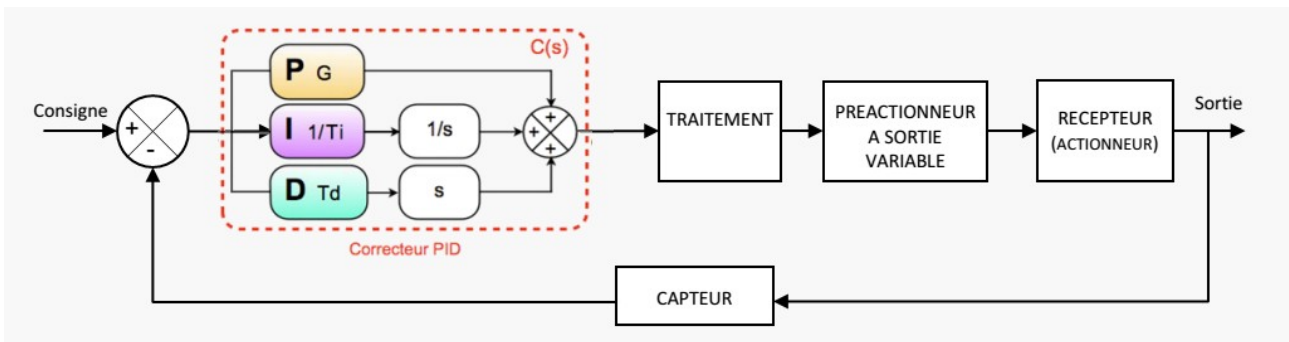 C(s)
P G
Consigne
+
-
I 1/Ti
1/s
+
+
+
D Td
s
Correcteur PID
TRAITEMENT
PREACTIONNEUR
A SORTIE
VARIABLE
RECEPTEUR
(ACTIONNEUR)
Sortie
CAPTEUR